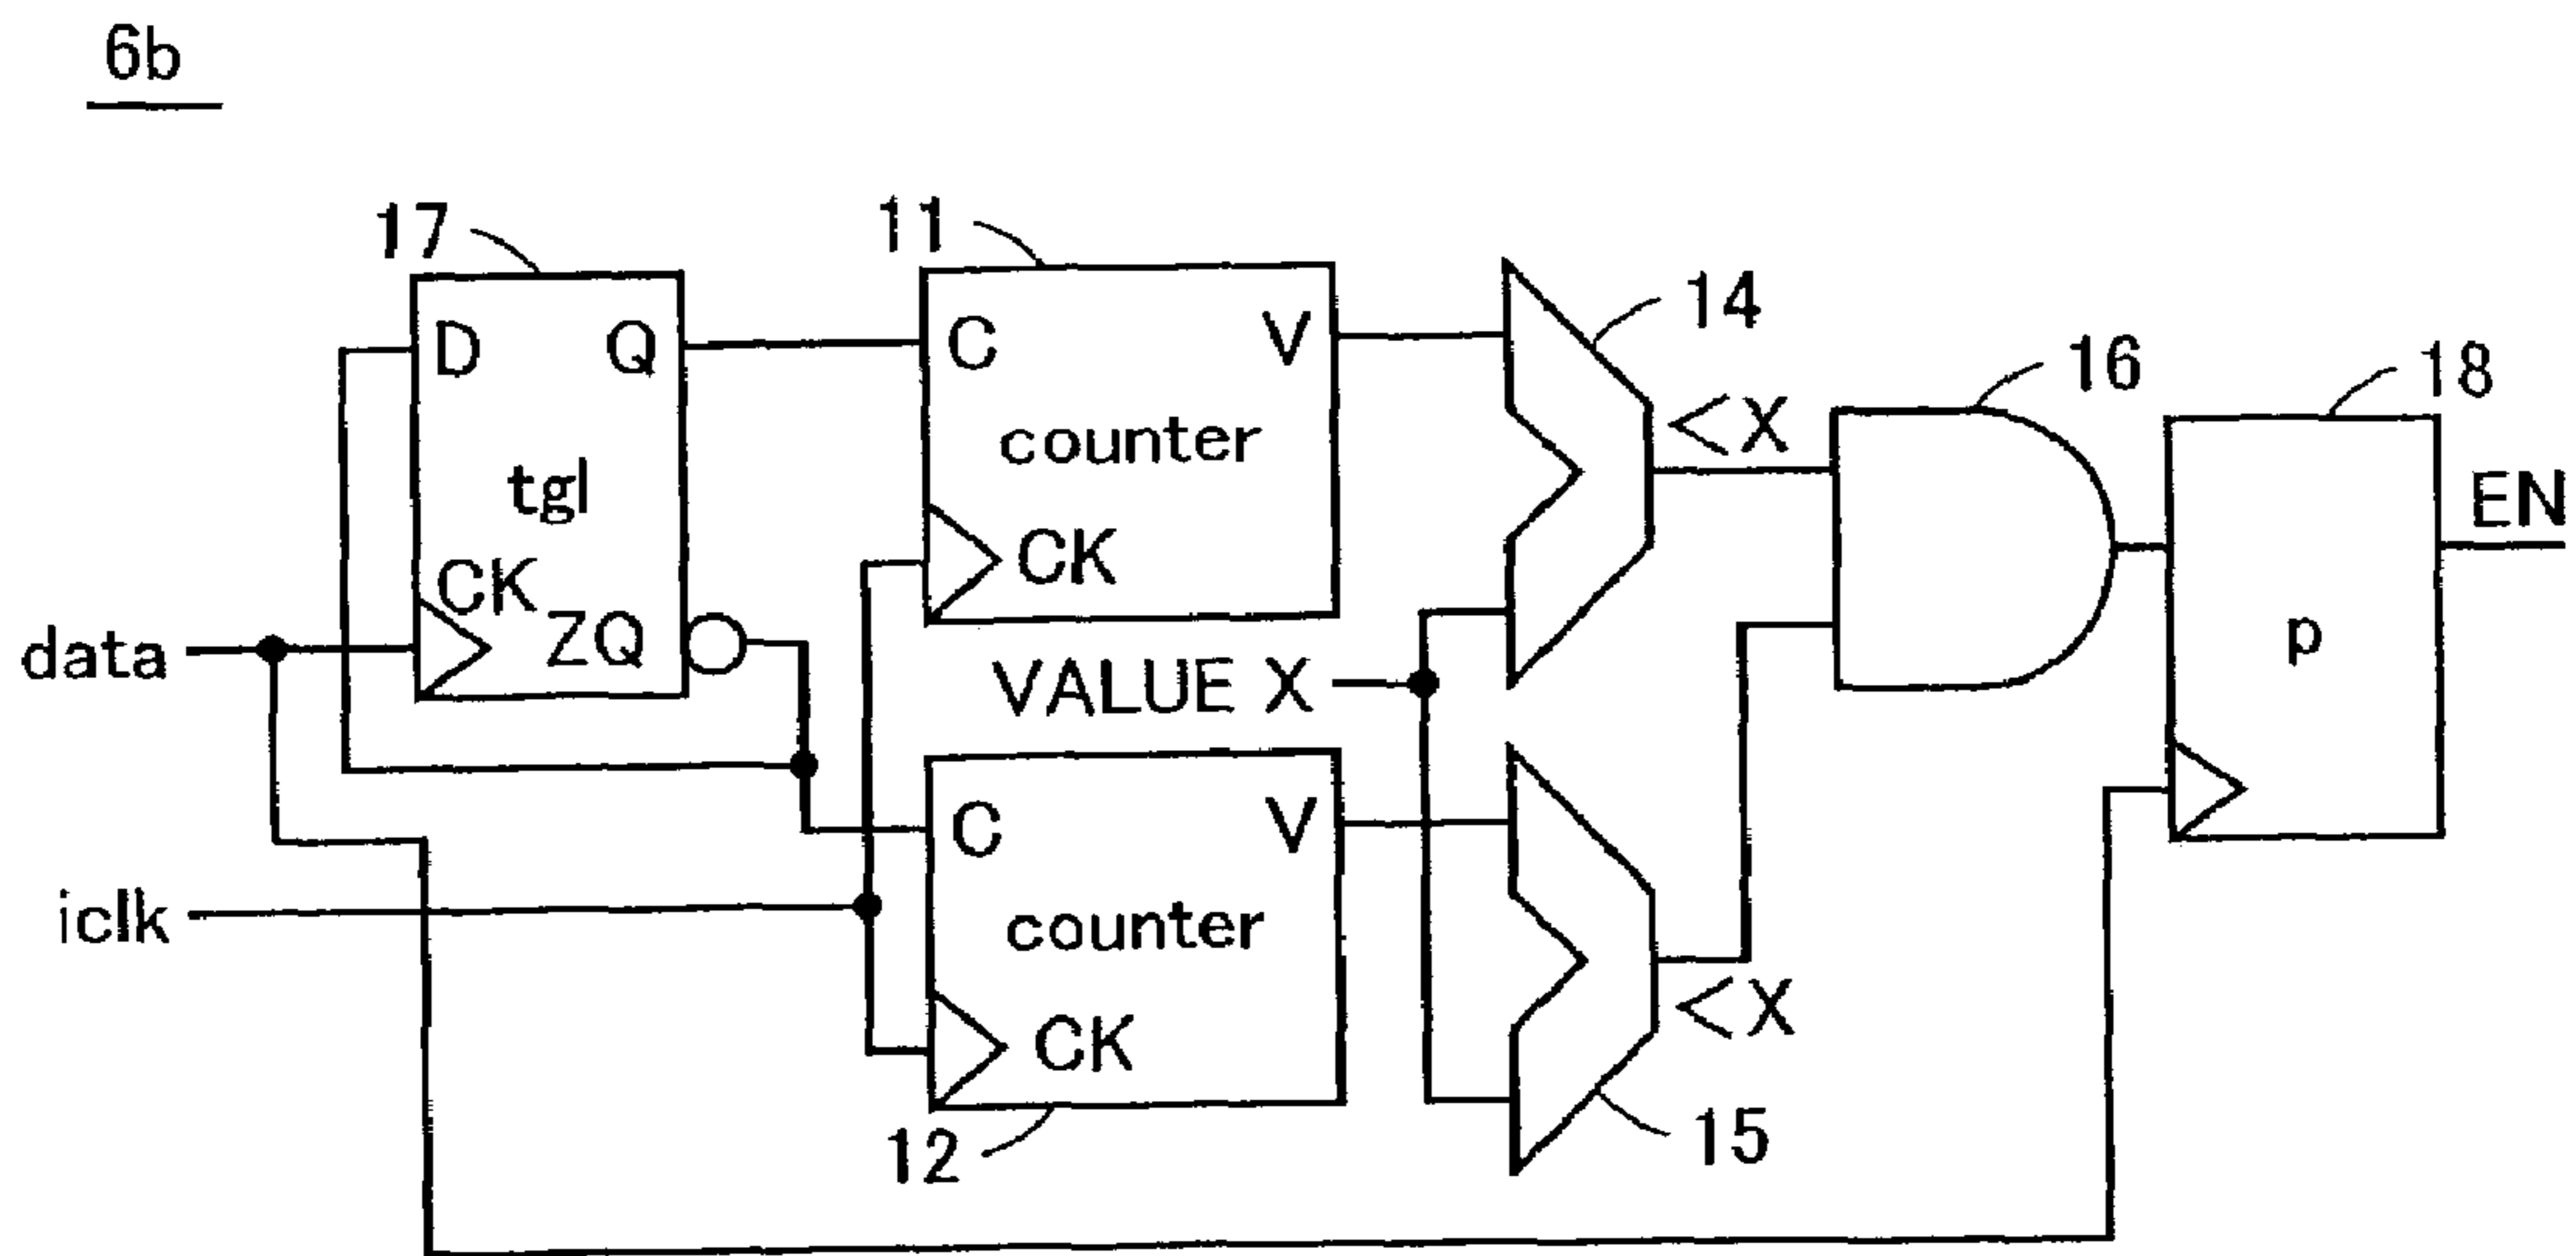 6b
17
11
14
16
18
D
Q
C
V
<X
counter
tgl
EN
CK
CK
ZQ
p
data
VALUE X
C
V
iclk
counter
<X
CK
12
15